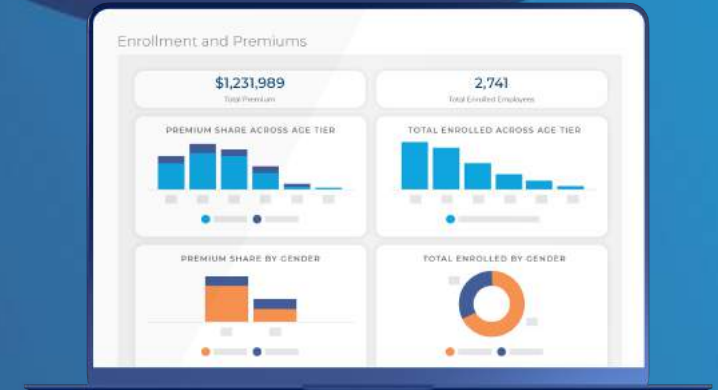 Enrollment and Premiums
$1,231,989
Total Premium
2,741
Total Enrolled Employees
PREMIUM SHARE ACROSS AGE TIER
TOTAL ENROLLED ACROSS AGE TIER
PREMIUM SHARE BY GENDER
TOTAL ENROLLED BY GENDER